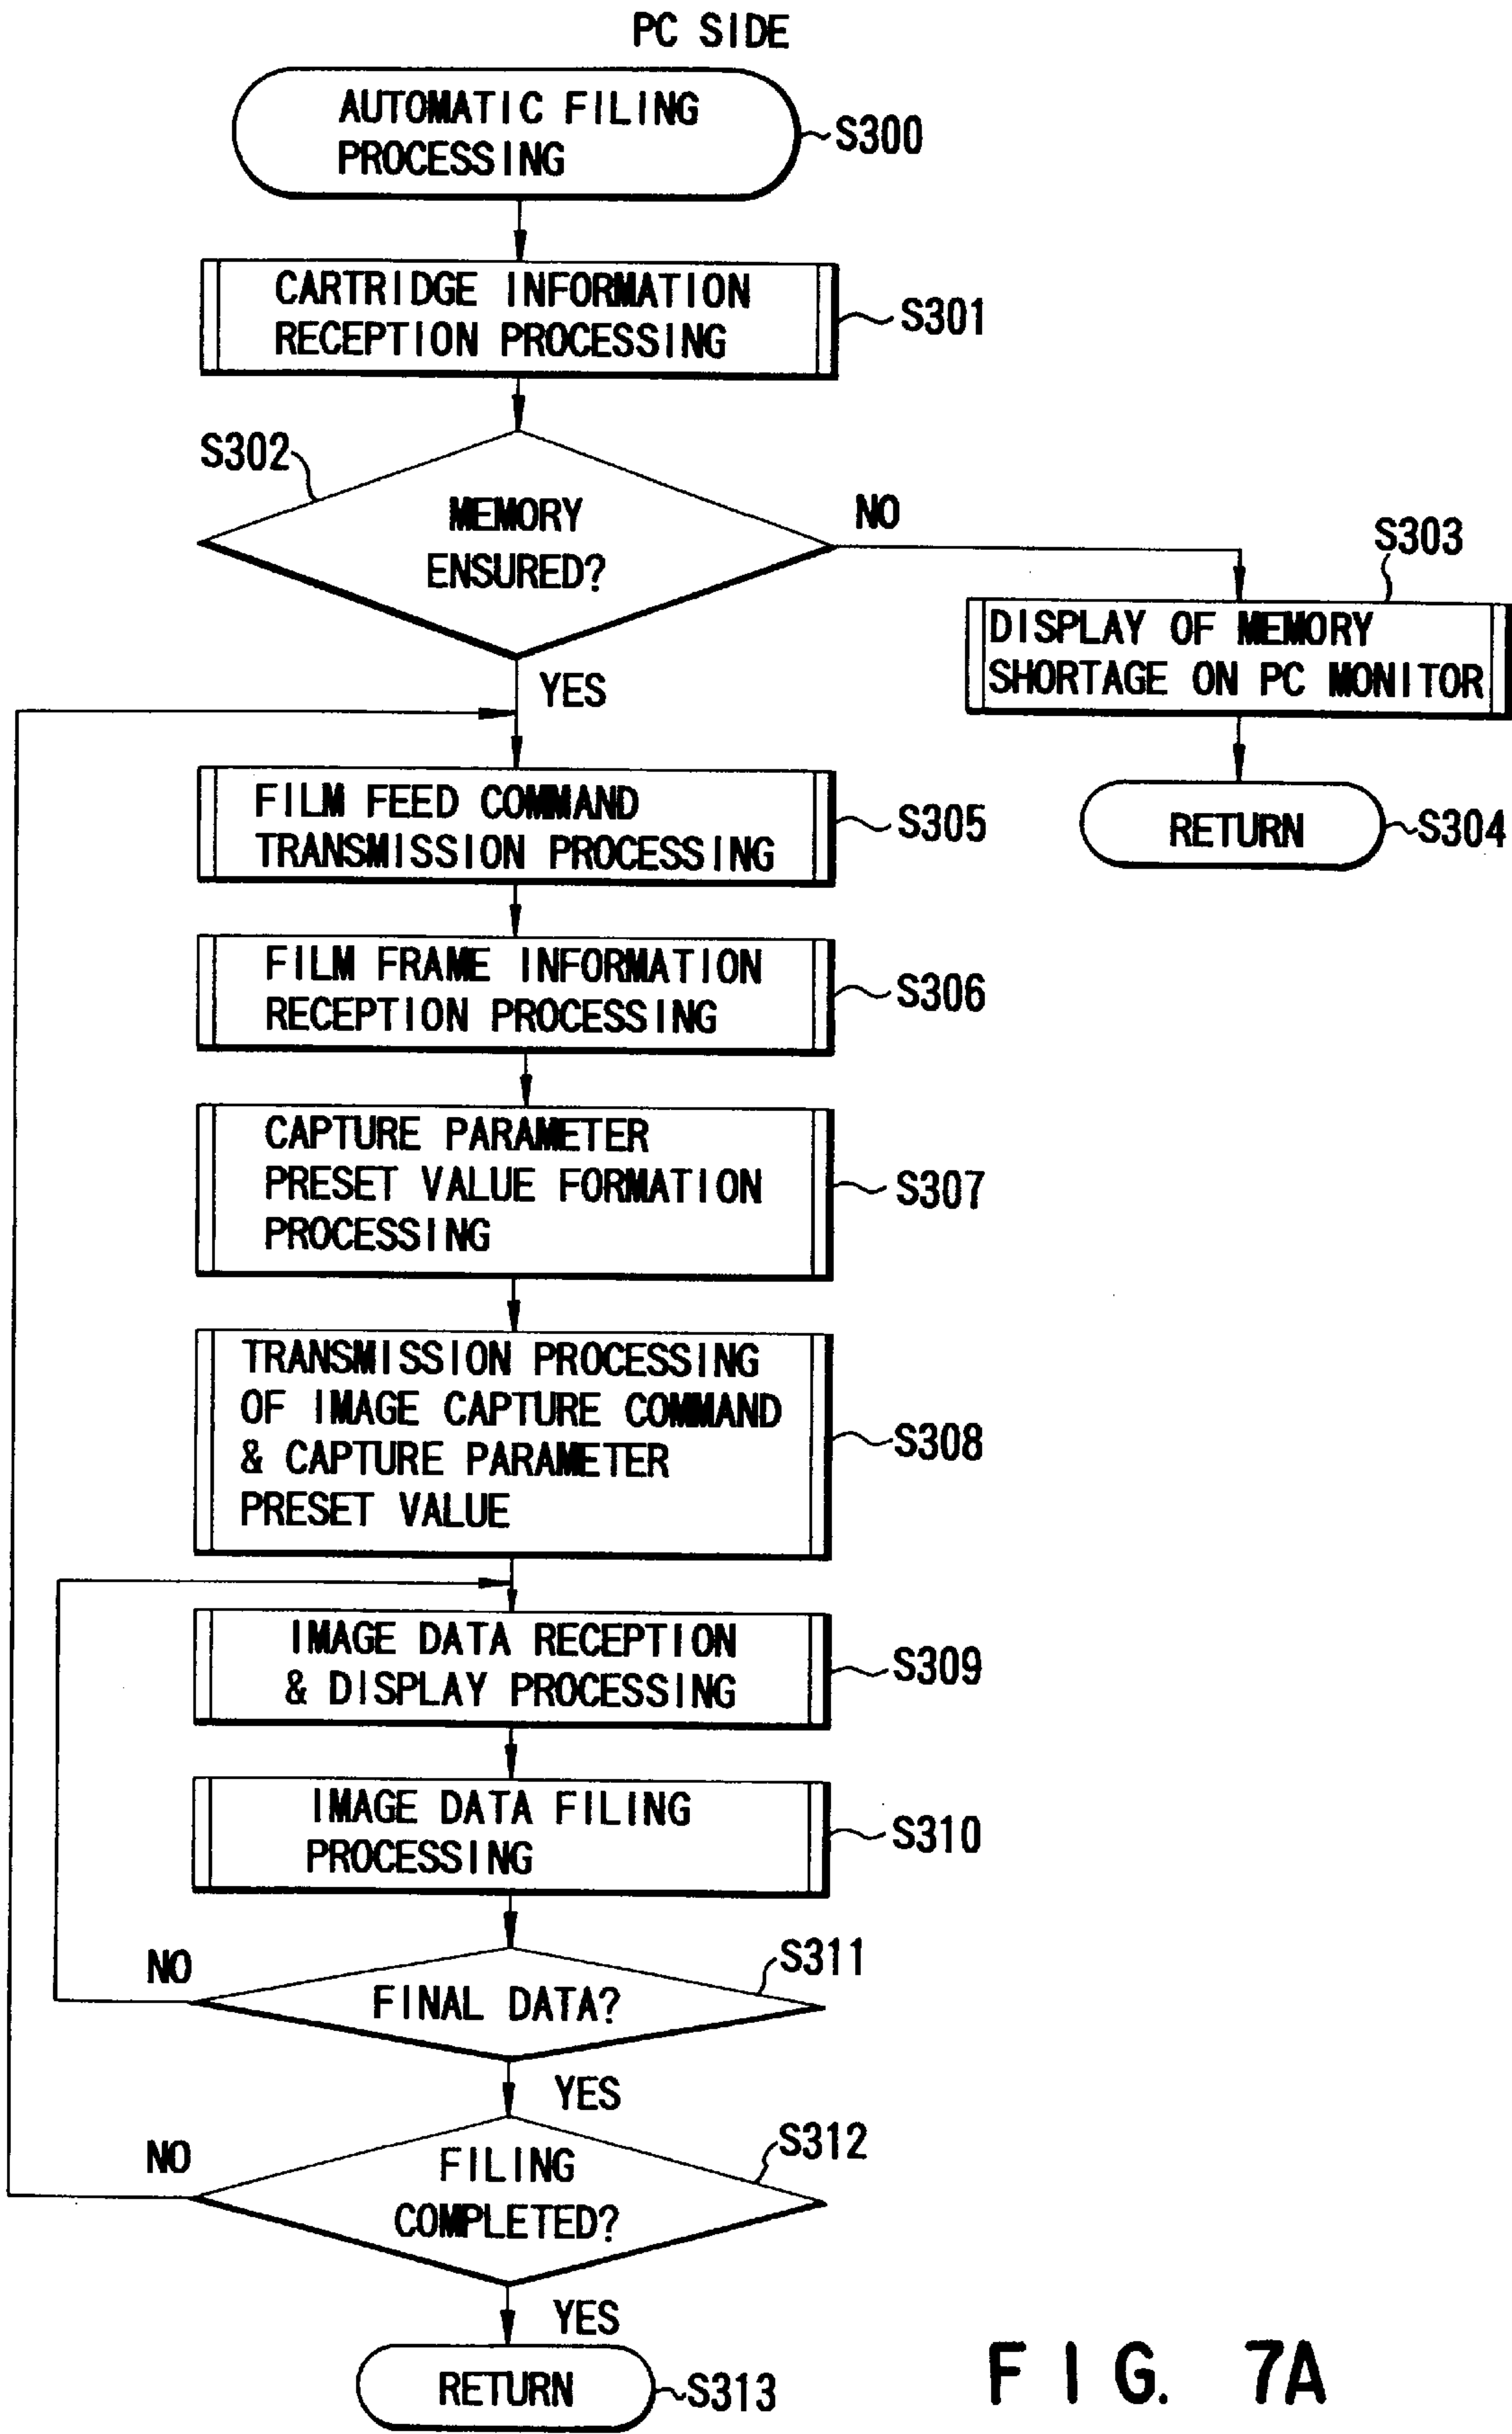 PC SIDE
AUTOMATIC FILING
PROCESSING
S300
CARTRIDGE INFORMATION
RECEPTION PROCESSING
S301
S302
MEMORY
ENSURED?
NO
YES
S303
DISPLAY OF MEMORY
SHORTAGE ON PC MONITOR
RETURN
S304
FILM FEED COMMAND
TRANSMISSION PROCESSING
S305
FILM FRAME INFORMATION
RECEPTION PROCESSING
S306
CAPTURE PARAMETER
PRESET VALUE FORMATION
PROCESSING
S307
TRANSMISSION PROCESSING
OF IMAGE CAPTURE COMMAND
& CAPTURE PARAMETER
PRESET VALUE
S308
IMAGE DATA RECEPTION
& DISPLAY PROCESSING
S309
IMAGE DATA FILING
PROCESSING
S310
S311
NO
FINAL DATA?
YES
S312
NO
FILING
COMPLETED?
YES
RETURN
S313
FIG. 7A